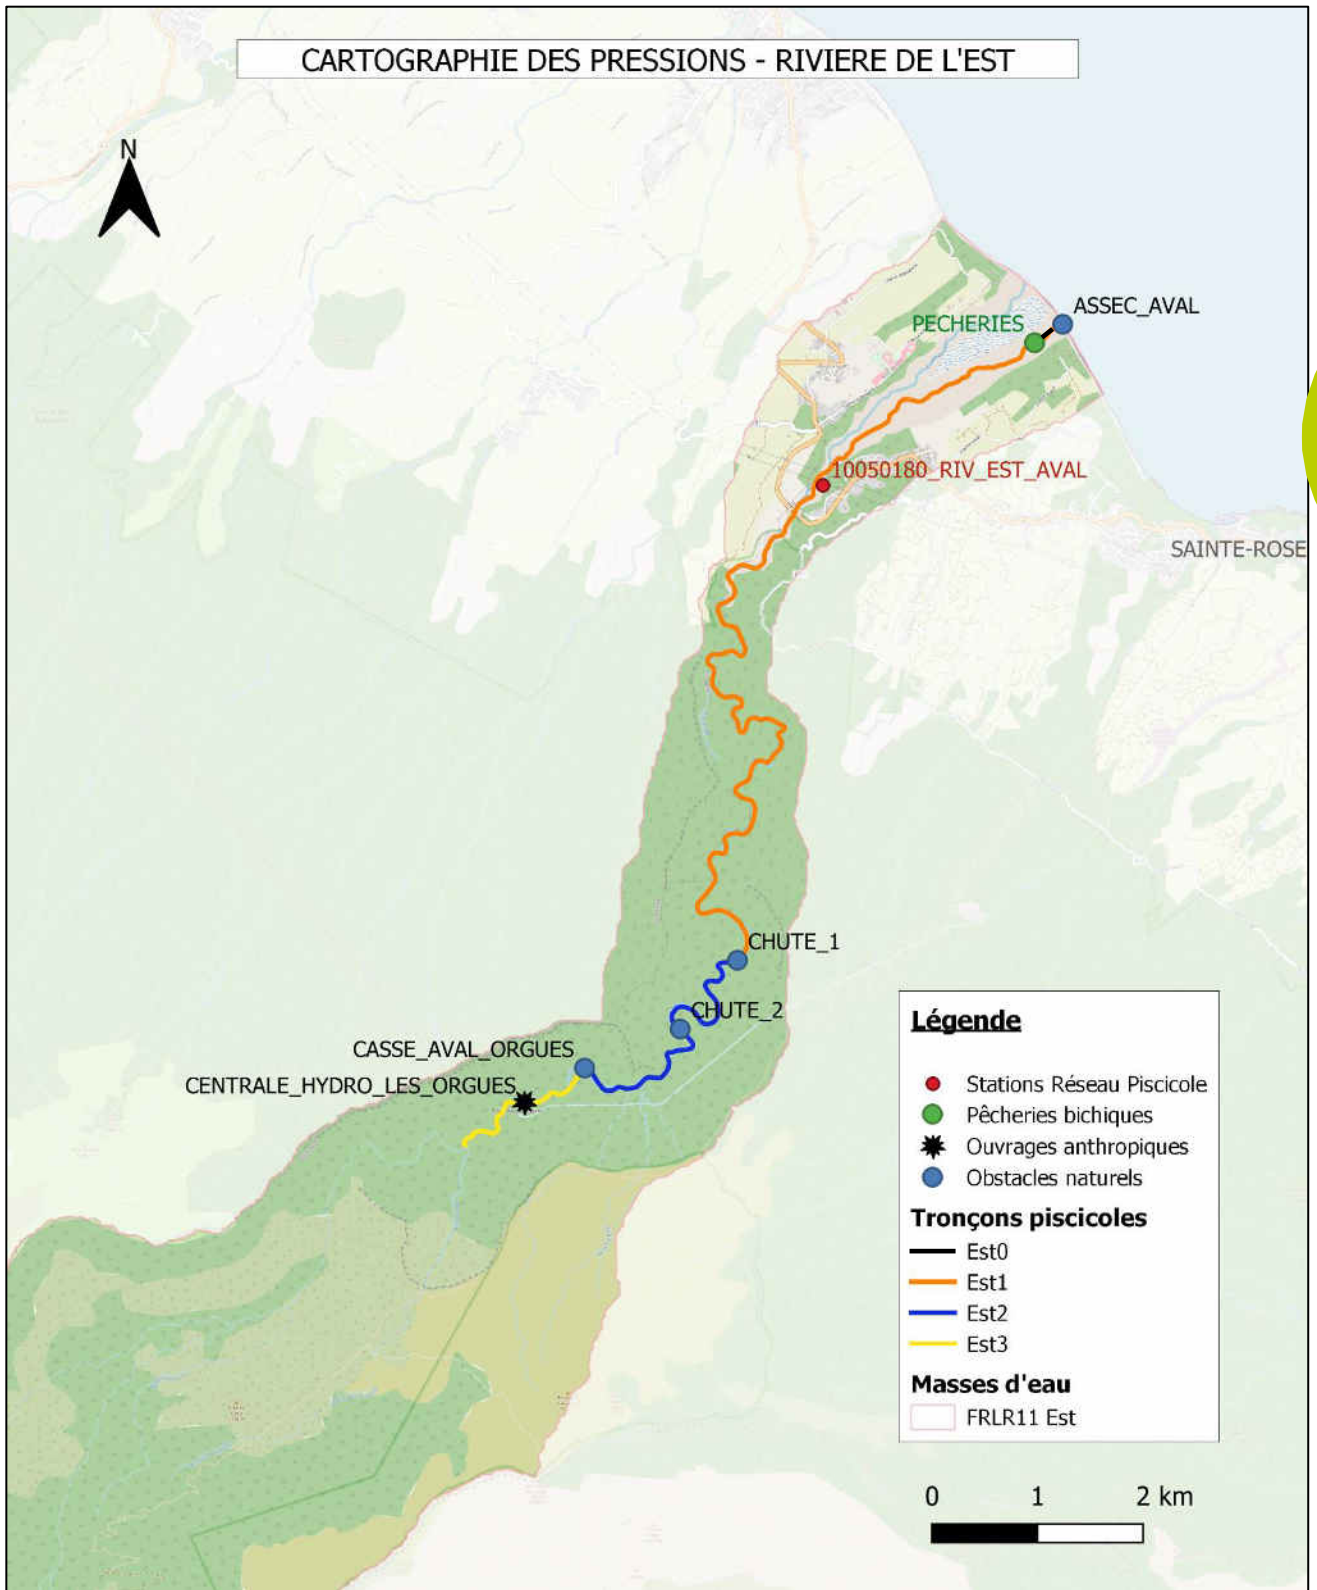 CARTOGRAPHIE DES PRESSIONS - RIVIERE DE L'EST
N
ASSEC_AVAL
PECHERIES
10050180_RIV_EST_AVAL
SAINTE-ROSE
CHUTE_1
CHUTE_2
CASSE_AVAL_ORGUES
CENTRALE_HYDRO_LES_ORGUES
Légende
Stations Réseau Piscicole
Pêcheries bichiques
Ouvrages anthropiques
Obstacles naturels
Tronçons piscicoles
Est0
Est1
Est2
Est3
Masses d'eau
FRLR11 Est
0 1 2 km